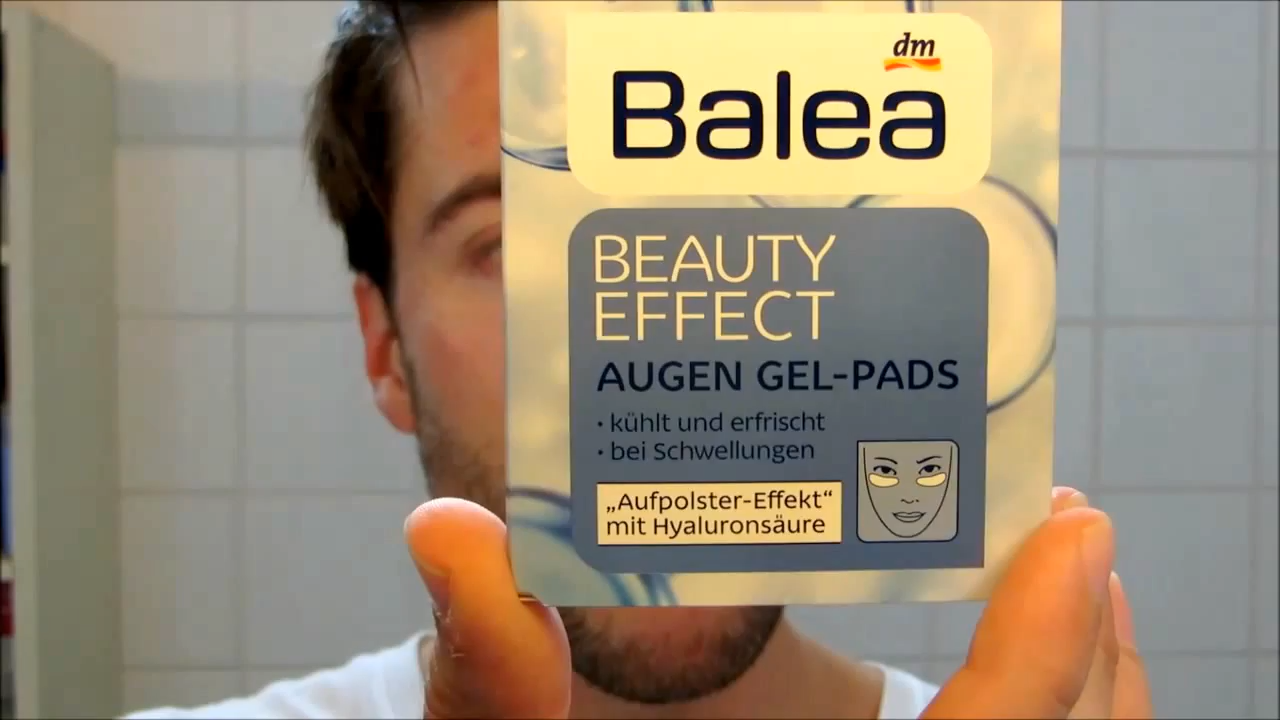 dm
Balea
BEAUTY
EFFECT
AUGEN GEL-PADS
· kühlt und erfrischt
· bei Schwellungen
„Aufpolster-Effekt“
mit Hyaluronsäure